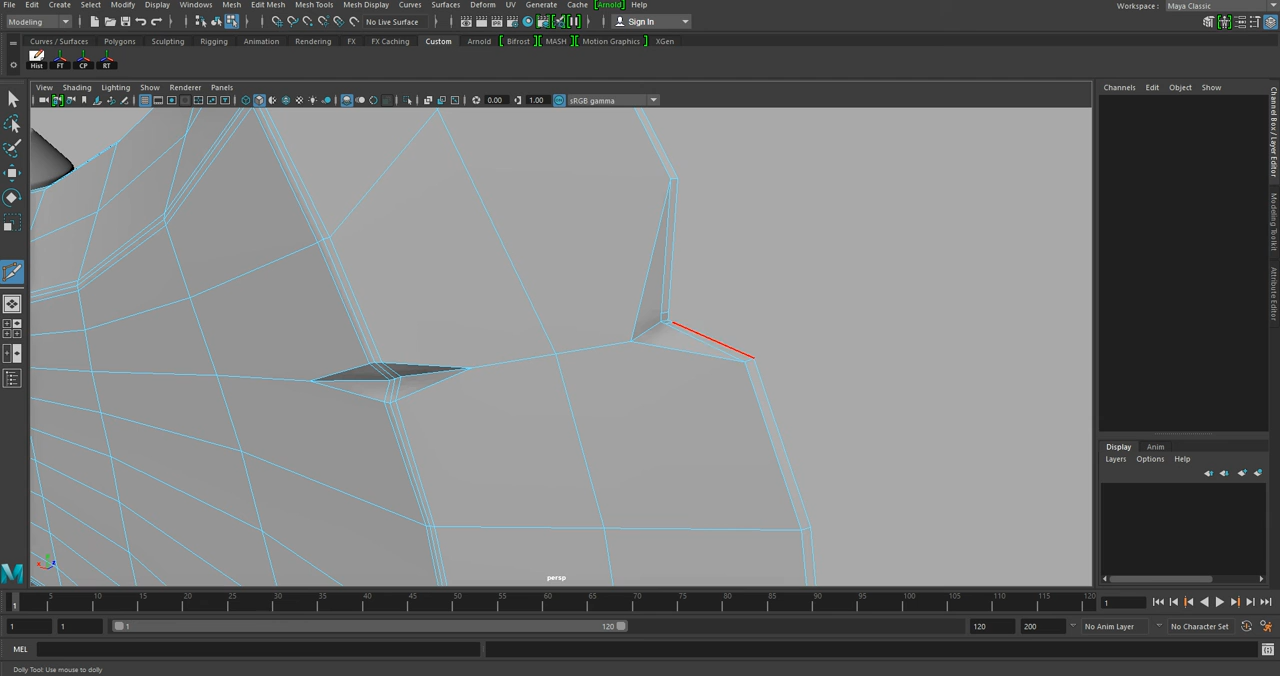 File Edit Create Select Modify Display Windows Mesh Edit Mesh Mesh Tools Mesh Display Curves Surfaces Deform UV Generate Cache [Arnold] Help
Workspace : Maya Classic
Modeling No Live Surface Sign In
Curves / Surfaces Polygons Sculpting Rigging Animation Rendering FX FX Caching Custom Arnold Bifrost MASH Motion Graphics XGen
Hist FT CP RT
View Shading Lighting Show Renderer Panels
0.00 1.00 sRGB gamma
Channels Edit Object Show
Channel Box / Layer Editor
Modeling Toolkit
Attribute Editor
Display Anim
Layers Options Help
persp
5 10 15 20 25 30 35 40 45 50 55 60 65 70 75 80 85 90 95 100 105 110 115 120
1 1
1 1 1 120 120 200 No Anim Layer No Character Set
MEL
Dolly Tool: Use mouse to dolly